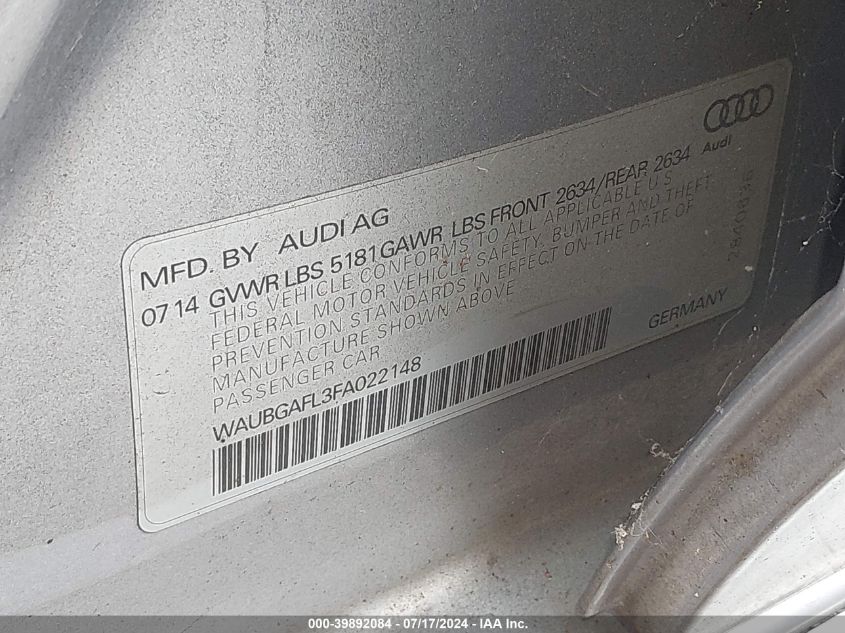 Audi
MFD. BY AUDI AG
07 14 GVWR LBS 5181 GAWR LBS FRONT 2634/REAR 2634
THIS VEHICLE CONFORMS TO ALL APPLICABLE U.S.
FEDERAL MOTOR VEHICLE SAFETY, BUMPER AND THEFT
PREVENTION STANDARDS IN EFFECT ON THE DATE OF
MANUFACTURE SHOWN ABOVE
PASSENGER CAR
GERMANY
WAUBGAFL3FA022148
000-39892084 - 07/17/2024 - IAA Inc.